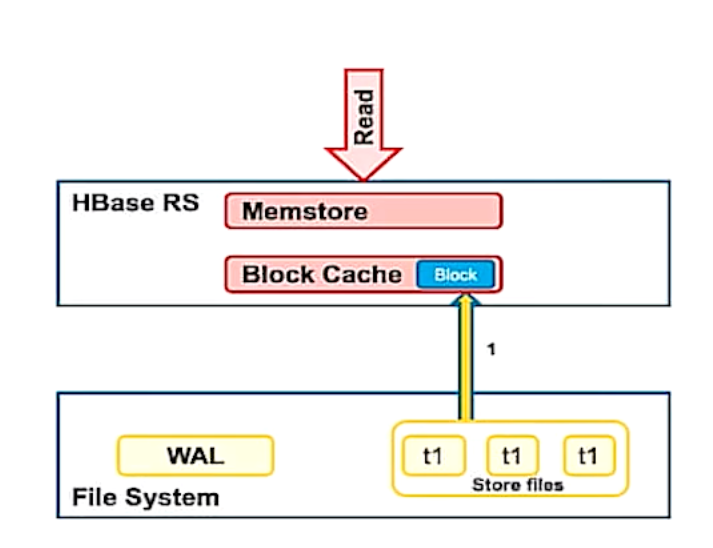 Read
HBase RS
Memstore
Block Cache
Block
1
WAL
t1
t1
t1
Store files
File System